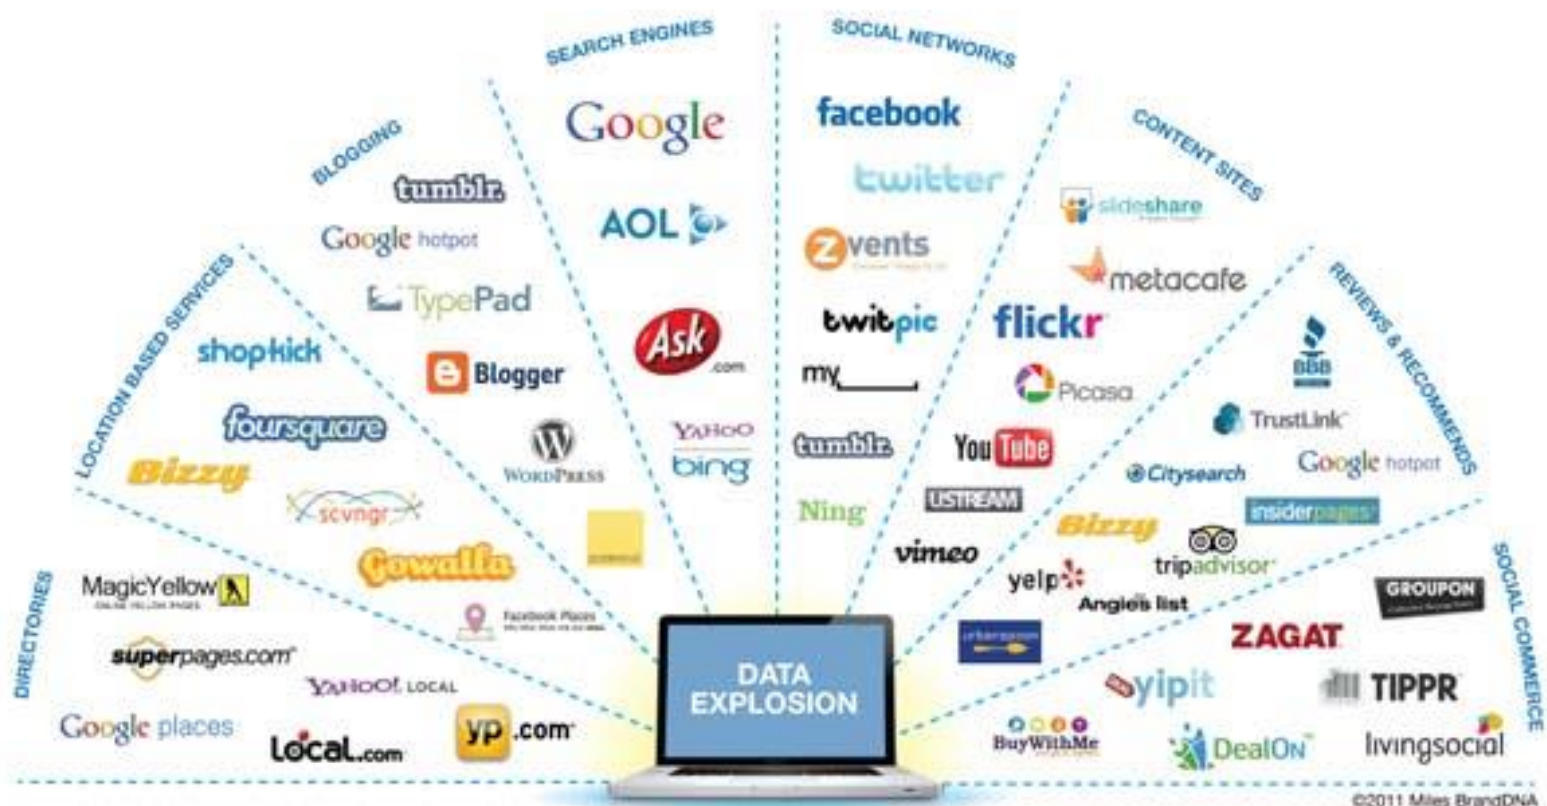 SEARCH ENGINES
Google
AOL
Ask
.com
YAHOO
bing
SOCIAL NETWORKS
facebook
twitter
zvents
twitpic
my
tumblr.
Ning
CONTENT SITES
slideshare
metacafe
flickr
Picasa
YouTube
USTREAM
vimeo
REVIEWS & RECOMMENDS
BBB
TrustLink
Google hotpot
Citysearch
insiderpages
Bizzy
tripadvisor
yelp
Angie's list
urbanspoon
SOCIAL COMMERCE
GROUPON
ZAGAT
yipit
TIPPR
BuyWithMe
DealOn
livingsocial
BLOGGING
tumblr.
Google hotpot
TypePad
Blogger
WORDPRESS
LOCATION BASED SERVICES
shopkick
foursquare
Bizzy
scvngr
Gowalla
Facebook Places
DIRECTORIES
MagicYellow
ONLINE YELLOW PAGES
superpages.com
YAHOO! LOCAL
Google places
Local.com
yp.com
DATA
EXPLOSION
©2011 Miles BrandDNA